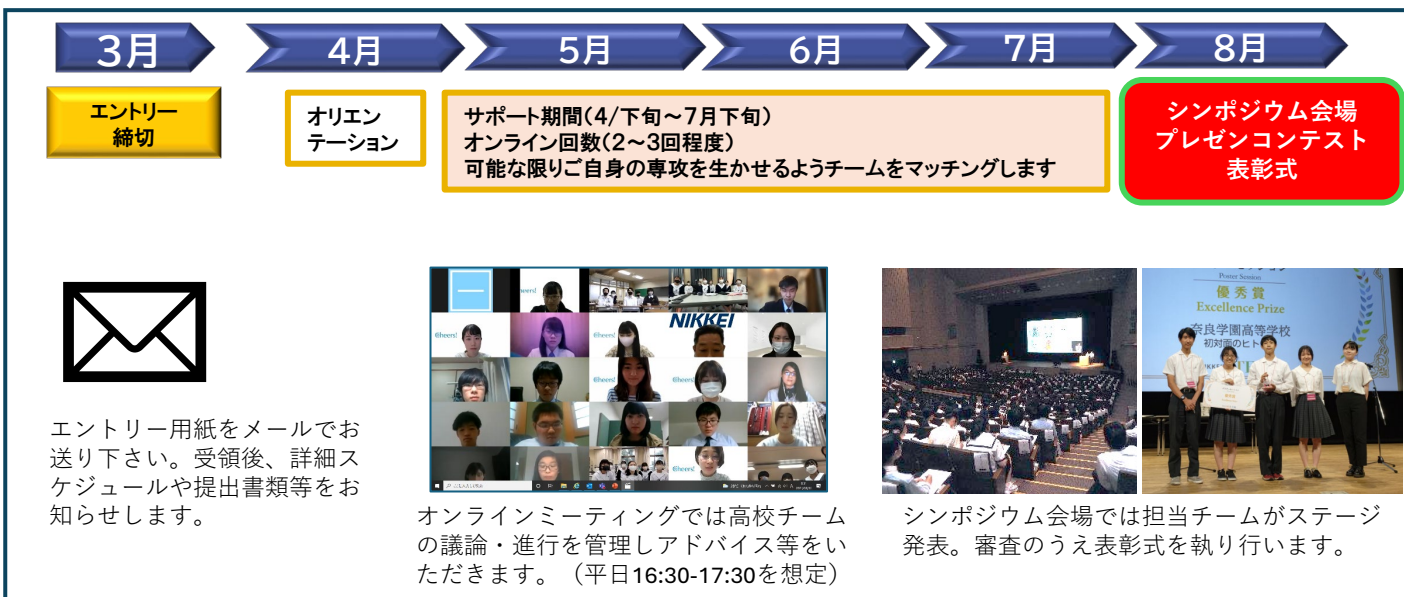 3月
4月
5月
6月
7月
8月
エントリー
締切
オリエン
テーション
サポート期間(4/下旬～7月下旬)
オンライン回数(2～3回程度)
可能な限りご自身の専攻を生かせるようチームをマッチングします
シンポジウム会場
プレゼンコンテスト
表彰式
NIKKEI
Poster Session
優秀賞
Excellence Prize
奈良学園高等学校
初対面のヒト
エントリー用紙をメールでお
送り下さい。受領後、詳細ス
ケジュールや提出書類等をお
知らせします。
オンラインミーティングでは高校チーム
の議論・進行を管理しアドバイス等をい
ただきます。（平日16:30-17:30を想定）
シンポジウム会場では担当チームがステージ
発表。審査のうえ表彰式を執り行います。